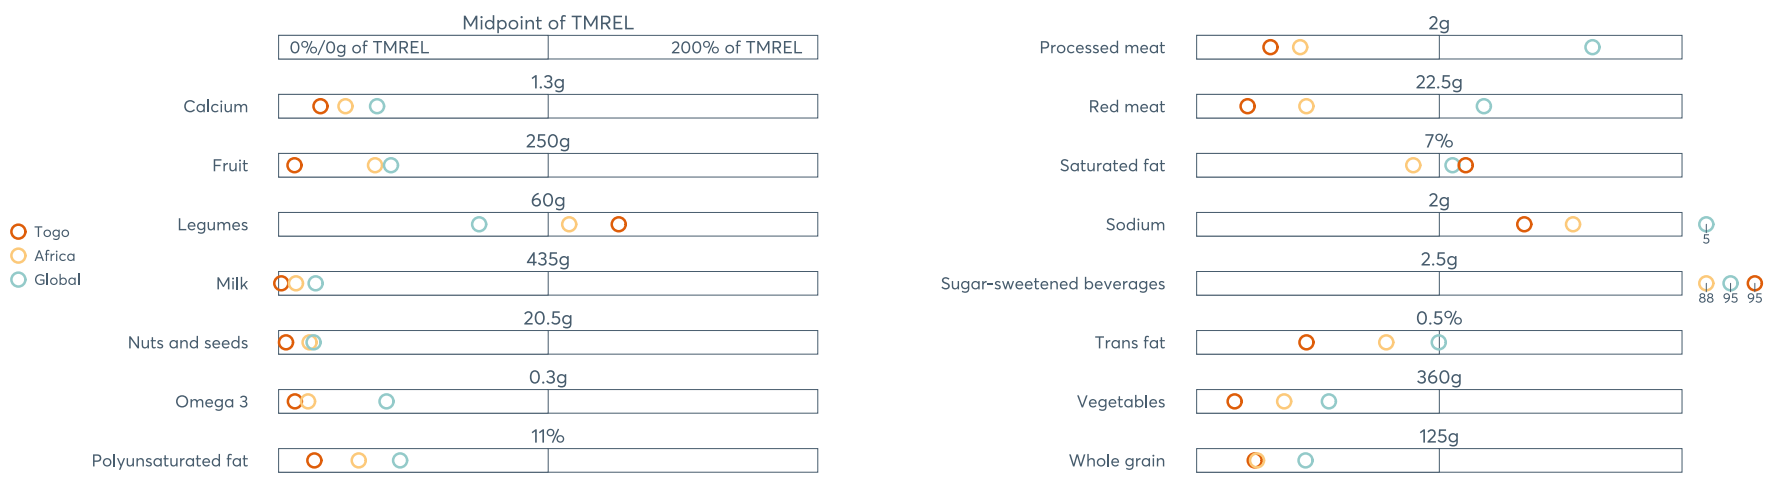 Midpoint of TMREL
0%/0g of TMREL
200% of TMREL
1.3g
Calcium
250g
Fruit
60g
Legumes
435g
Milk
20.5g
Nuts and seeds
0.3g
Omega 3
11%
Polyunsaturated fat
Togo
Africa
Global
2g
Processed meat
22.5g
Red meat
7%
Saturated fat
2g
Sodium
5
2.5g
Sugar-sweetened beverages
88 95 95
0.5%
Trans fat
360g
Vegetables
125g
Whole grain